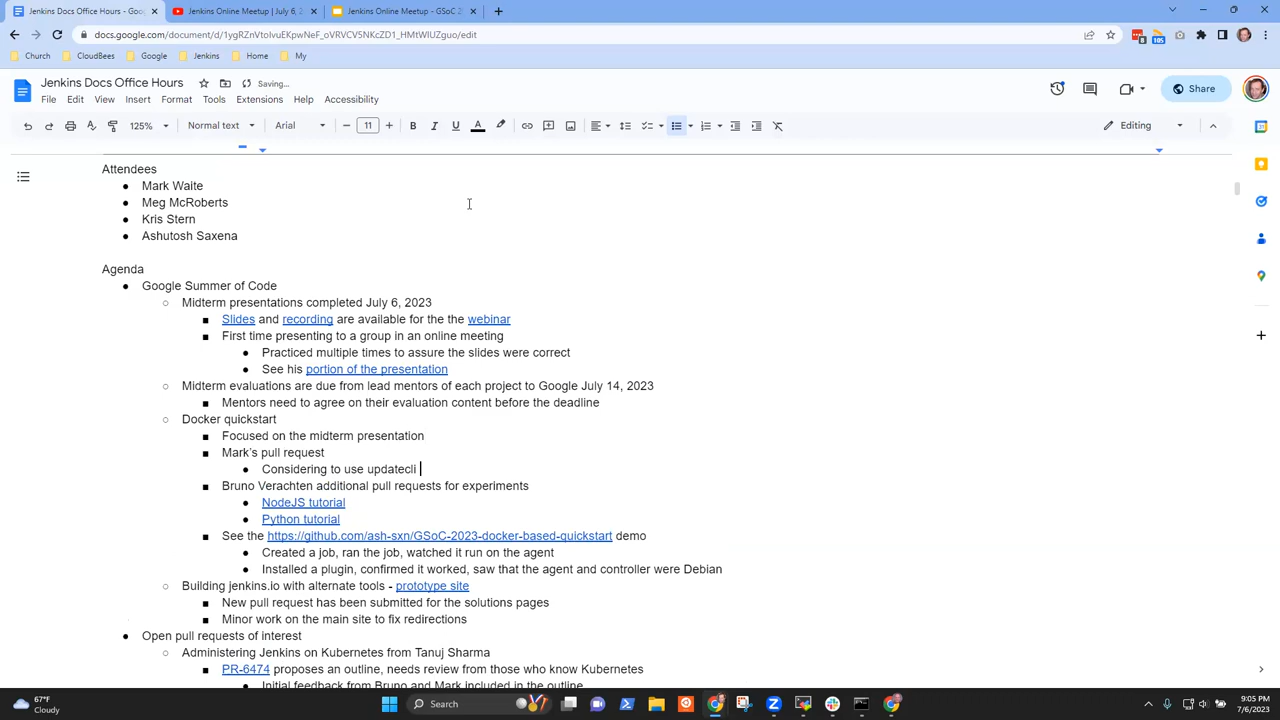 Jenkins Docs Office Hours - Goo
Jenkins Online Meetup | July 6, 2
Jenkins Online Meetup - GSoC 2
docs.google.com/document/d/1ygRZnVtoIvuEKpwNeF_oVRVCV5NKcZD1_HMtWIUZguo/edit
105
Church
CloudBees
Google
Jenkins
Home
My
Jenkins Docs Office Hours
Saving...
Share
File Edit View Insert Format Tools Extensions Help Accessibility
125% Normal text Arial 11 Editing
Attendees
● Mark Waite
● Meg McRoberts
● Kris Stern
● Ashutosh Saxena
Agenda
● Google Summer of Code
○ Midterm presentations completed July 6, 2023
■ Slides and recording are available for the the webinar
■ First time presenting to a group in an online meeting
● Practiced multiple times to assure the slides were correct
● See his portion of the presentation
○ Midterm evaluations are due from lead mentors of each project to Google July 14, 2023
■ Mentors need to agree on their evaluation content before the deadline
○ Docker quickstart
■ Focused on the midterm presentation
■ Mark's pull request
● Considering to use updatecli
■ Bruno Verachten additional pull requests for experiments
● NodeJS tutorial
● Python tutorial
■ See the https://github.com/ash-sxn/GSoC-2023-docker-based-quickstart demo
● Created a job, ran the job, watched it run on the agent
● Installed a plugin, confirmed it worked, saw that the agent and controller were Debian
○ Building jenkins.io with alternate tools - prototype site
■ New pull request has been submitted for the solutions pages
■ Minor work on the main site to fix redirections
● Open pull requests of interest
○ Administering Jenkins on Kubernetes from Tanuj Sharma
■ PR-6474 proposes an outline, needs review from those who know Kubernetes
● Initial feedback from Bruno and Mark included in the outline
67°F
Cloudy
Search
9:05 PM
7/6/2023